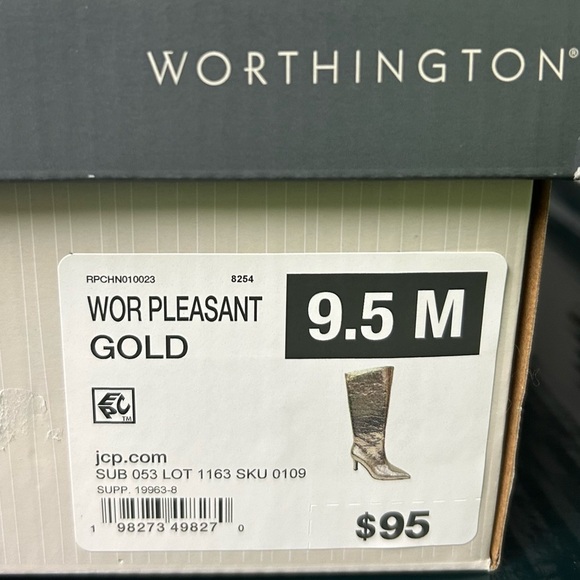 WORTHINGTON®
RPCHN010023 8254
WOR PLEASANT
GOLD
9.5 M
EPC™
jcp.com
SUB 053 LOT 1163 SKU 0109
SUPP. 19963-8
1 98273 49827 0
$95